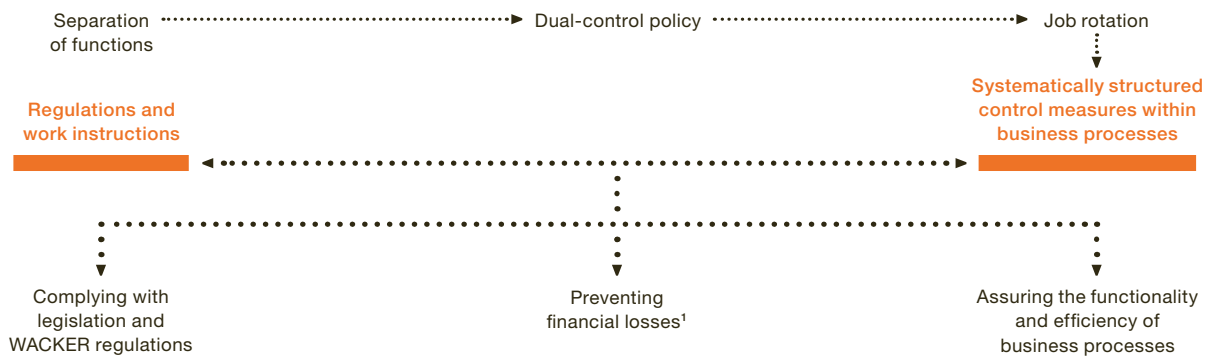 Separation
of functions
Dual-control policy
Job rotation
Regulations and
work instructions
Systematically structured
control measures within
business processes
Complying with
legislation and
WACKER regulations
Preventing
financial losses¹
Assuring the functionality
and efficiency of
business processes